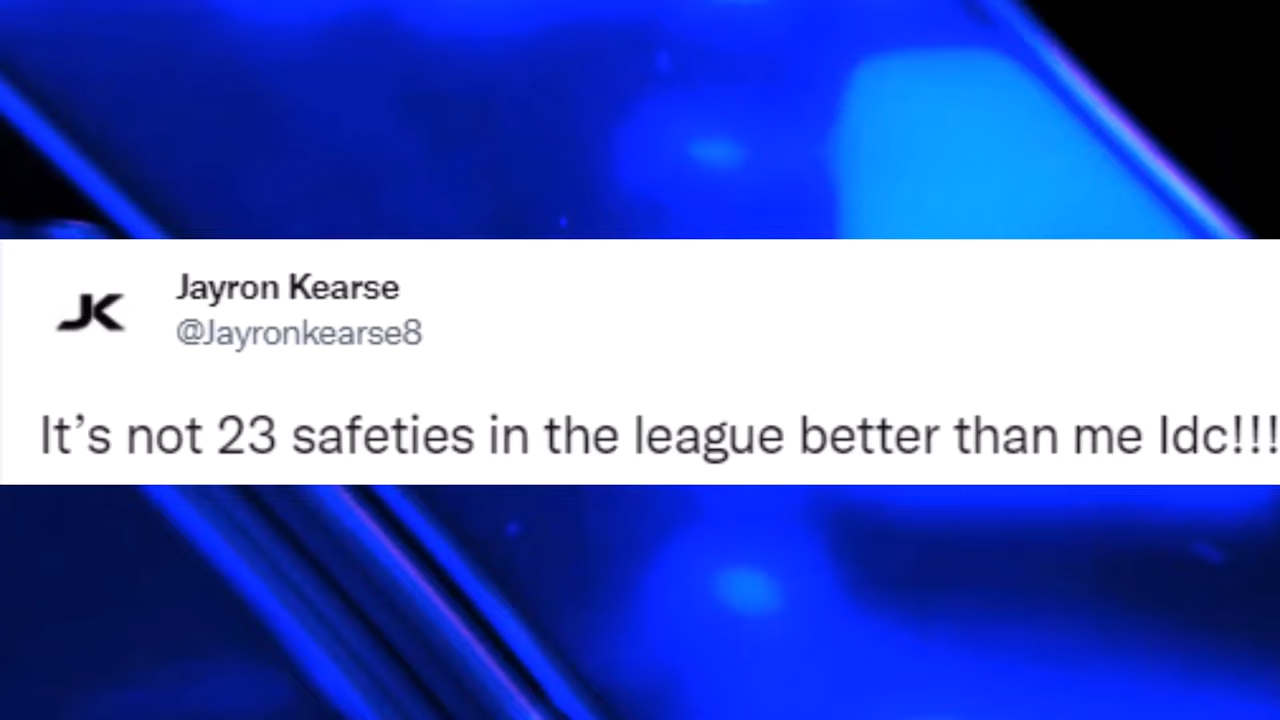 JK
Jayron Kearse
@Jayronkearse8
It’s not 23 safeties in the league better than me Idc!!!